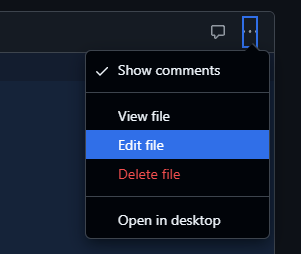 Show comments
View file
Edit file
Delete file
Open in desktop